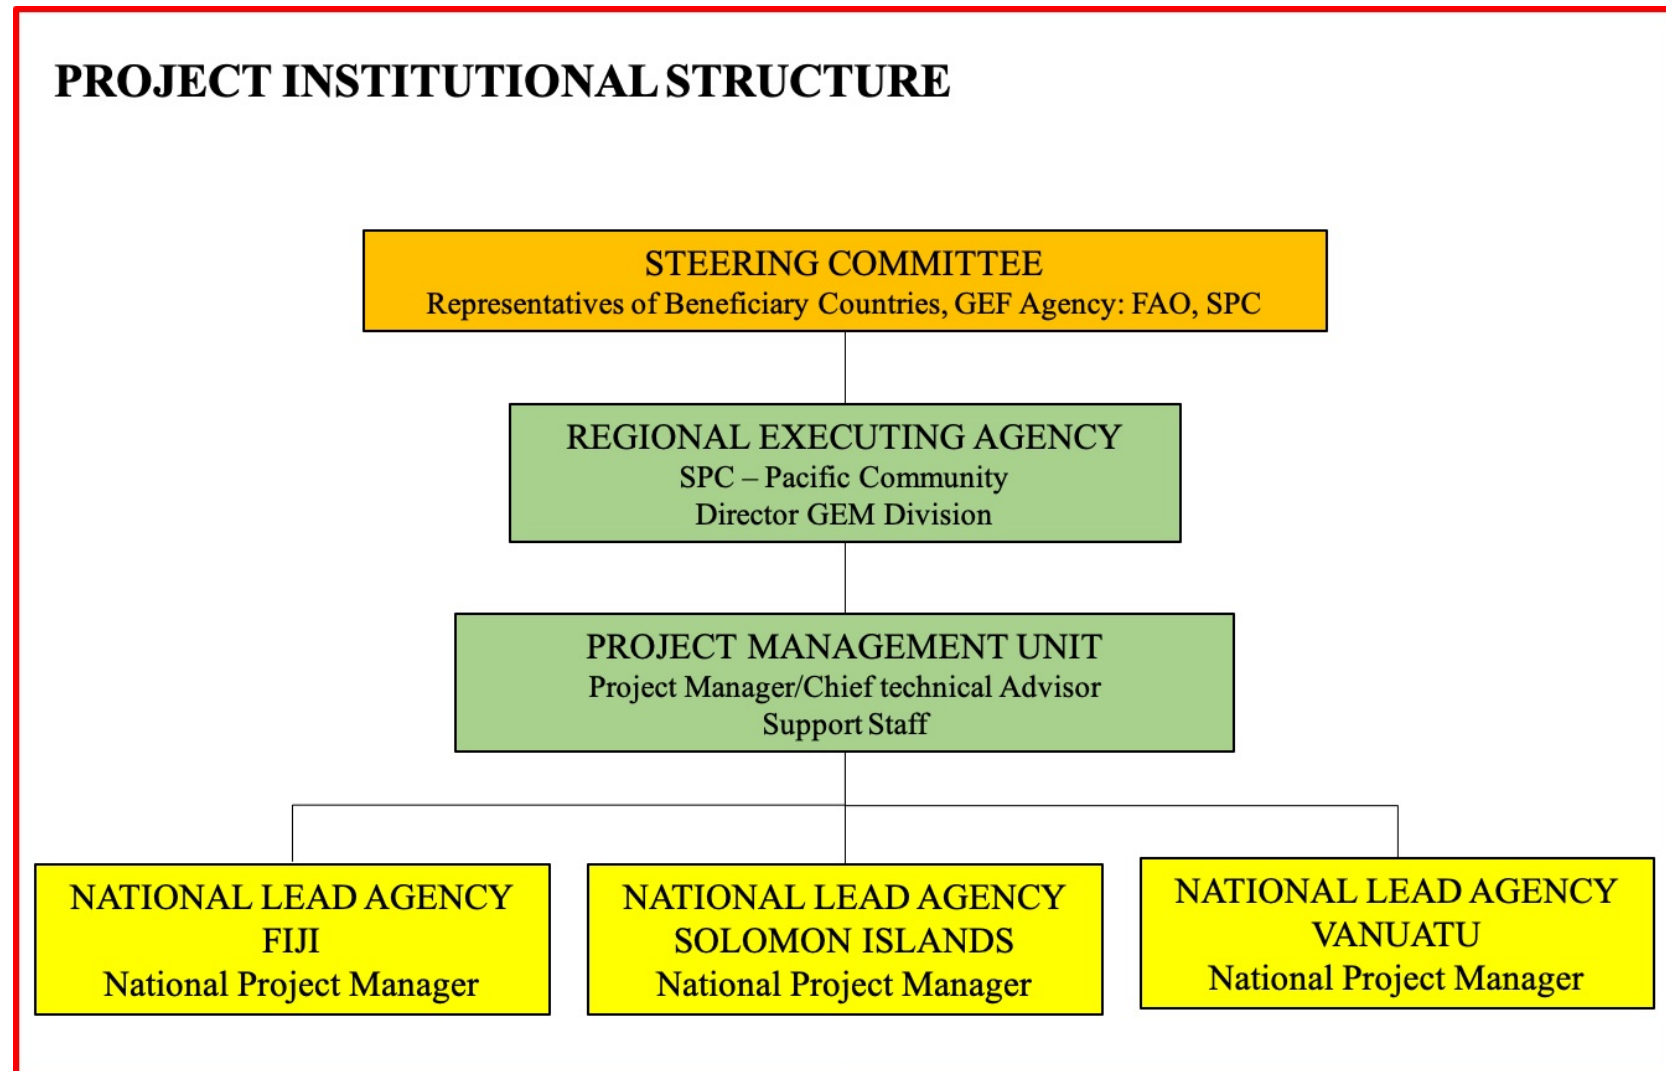 PROJECT INSTITUTIONAL STRUCTURE
STEERING COMMITTEE
Representatives of Beneficiary Countries, GEF Agency: FAO, SPC
REGIONAL EXECUTING AGENCY
SPC – Pacific Community
Director GEM Division
PROJECT MANAGEMENT UNIT
Project Manager/Chief technical Advisor
Support Staff
NATIONAL LEAD AGENCY
FIJI
National Project Manager
NATIONAL LEAD AGENCY
SOLOMON ISLANDS
National Project Manager
NATIONAL LEAD AGENCY
VANUATU
National Project Manager